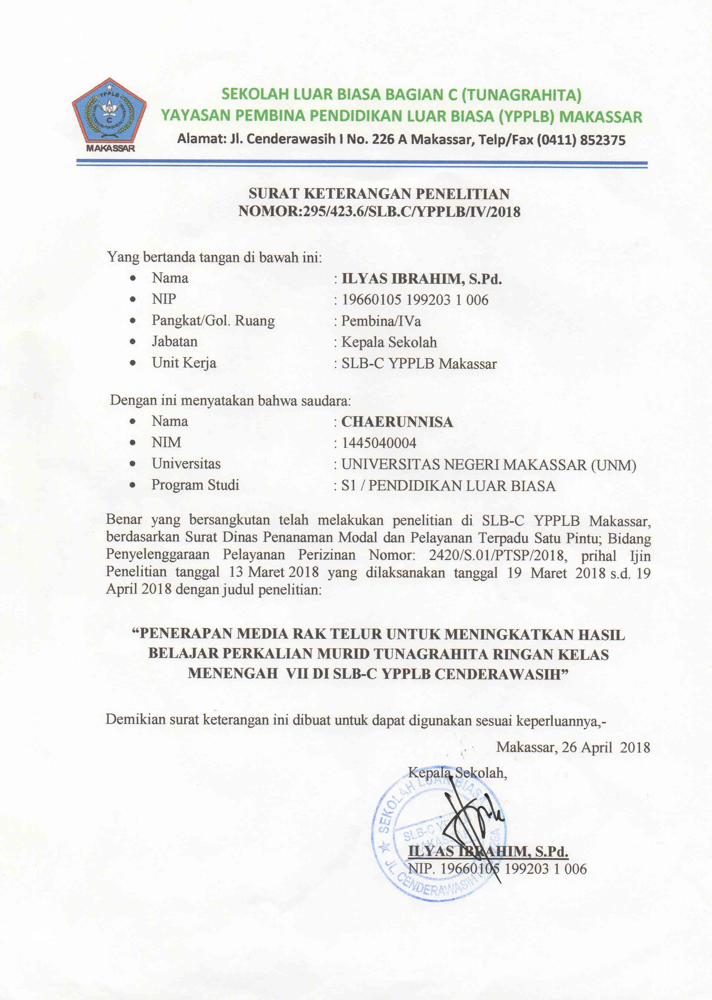 YPPLB
C
MAKASSAR
SEKOLAH LUAR BIASA BAGIAN C (TUNAGRAHITA)
YAYASAN PEMBINA PENDIDIKAN LUAR BIASA (YPPLB) MAKASSAR
Alamat: Jl. Cenderawasih I No. 226 A Makassar, Telp/Fax (0411) 852375
SURAT KETERANGAN PENELITIAN
NOMOR:295/423.6/SLB.C/YPPLB/IV/2018
Yang bertanda tangan di bawah ini:
• Nama : ILYAS IBRAHIM, S.Pd.
• NIP : 19660105 199203 1 006
• Pangkat/Gol. Ruang : Pembina/IVa
• Jabatan : Kepala Sekolah
• Unit Kerja : SLB-C YPPLB Makassar
Dengan ini menyatakan bahwa saudara:
• Nama : CHAERUNNISA
• NIM : 1445040004
• Universitas : UNIVERSITAS NEGERI MAKASSAR (UNM)
• Program Studi : S1 / PENDIDIKAN LUAR BIASA
Benar yang bersangkutan telah melakukan penelitian di SLB-C YPPLB Makassar,
berdasarkan Surat Dinas Penanaman Modal dan Pelayanan Terpadu Satu Pintu; Bidang
Penyelenggaraan Pelayanan Perizinan Nomor: 2420/S.01/PTSP/2018, prihal Ijin
Penelitian tanggal 13 Maret 2018 yang dilaksanakan tanggal 19 Maret 2018 s.d. 19
April 2018 dengan judul penelitian:
“PENERAPAN MEDIA RAK TELUR UNTUK MENINGKATKAN HASIL
BELAJAR PERKALIAN MURID TUNAGRAHITA RINGAN KELAS
MENENGAH VII DI SLB-C YPPLB CENDERAWASIH”
Demikian surat keterangan ini dibuat untuk dapat digunakan sesuai keperluannya,-
Makassar, 26 April 2018
Kepala Sekolah,
SEKOLAH LUAR BIASA
SLB-C
MAKASSAR
JL. CENDERAWASIH I 226A
ILYAS IBRAHIM, S.Pd.
NIP. 19660105 199203 1 006